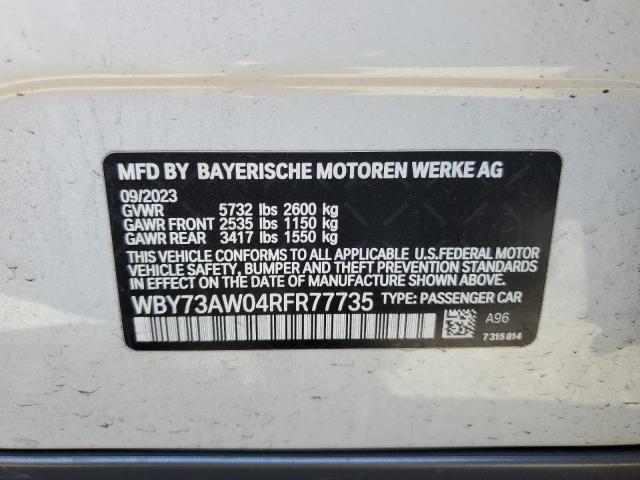 MFD BY BAYERISCHE MOTOREN WERKE AG
09/2023
GVWR 5732 lbs 2600 kg
GAWR FRONT 2535 lbs 1150 kg
GAWR REAR 3417 lbs 1550 kg
THIS VEHICLE CONFORMS TO ALL APPLICABLE U.S.FEDERAL MOTOR
VEHICLE SAFETY, BUMPER AND THEFT PREVENTION STANDARDS
IN EFFECT ON THE DATE OF MANUFACTURE SHOWN ABOVE.
WBY73AW04RFR77735 TYPE: PASSENGER CAR
A96
7315814